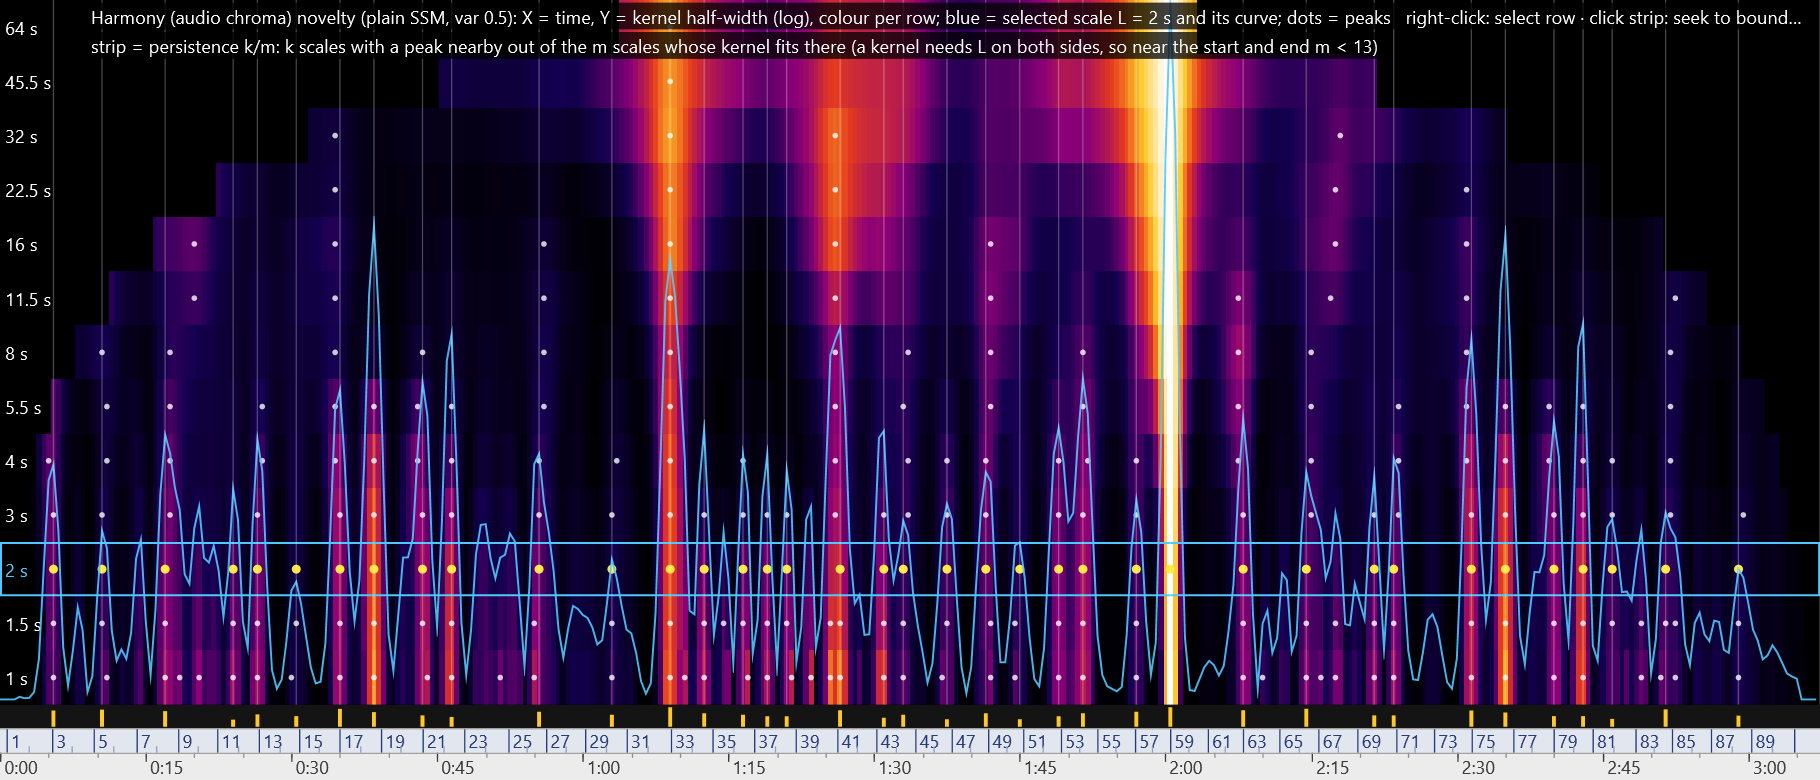 Harmony (audio chroma) novelty (plain SSM, var 0.5): X = time, Y = kernel half-width (log), colour per row; blue = selected scale L = 2 s and its curve; dots = peaks   right-click: select row · click strip: seek to bound...
64 s
strip = persistence k/m: k scales with a peak nearby out of the m scales whose kernel fits there (a kernel needs L on both sides, so near the start and end m < 13)
45.5 s
32 s
22.5 s
16 s
11.5 s
8 s
5.5 s
4 s
3 s
2 s
1.5 s
1 s
1 3 5 7 9 11 13 15 17 19 21 23 25 27 29 31 33 35 37 39 41 43 45 47 49 51 53 55 57 59 61 63 65 67 69 71 73 75 77 79 81 83 85 87 89
0:00 0:15 0:30 0:45 1:00 1:15 1:30 1:45 2:00 2:15 2:30 2:45 3:00